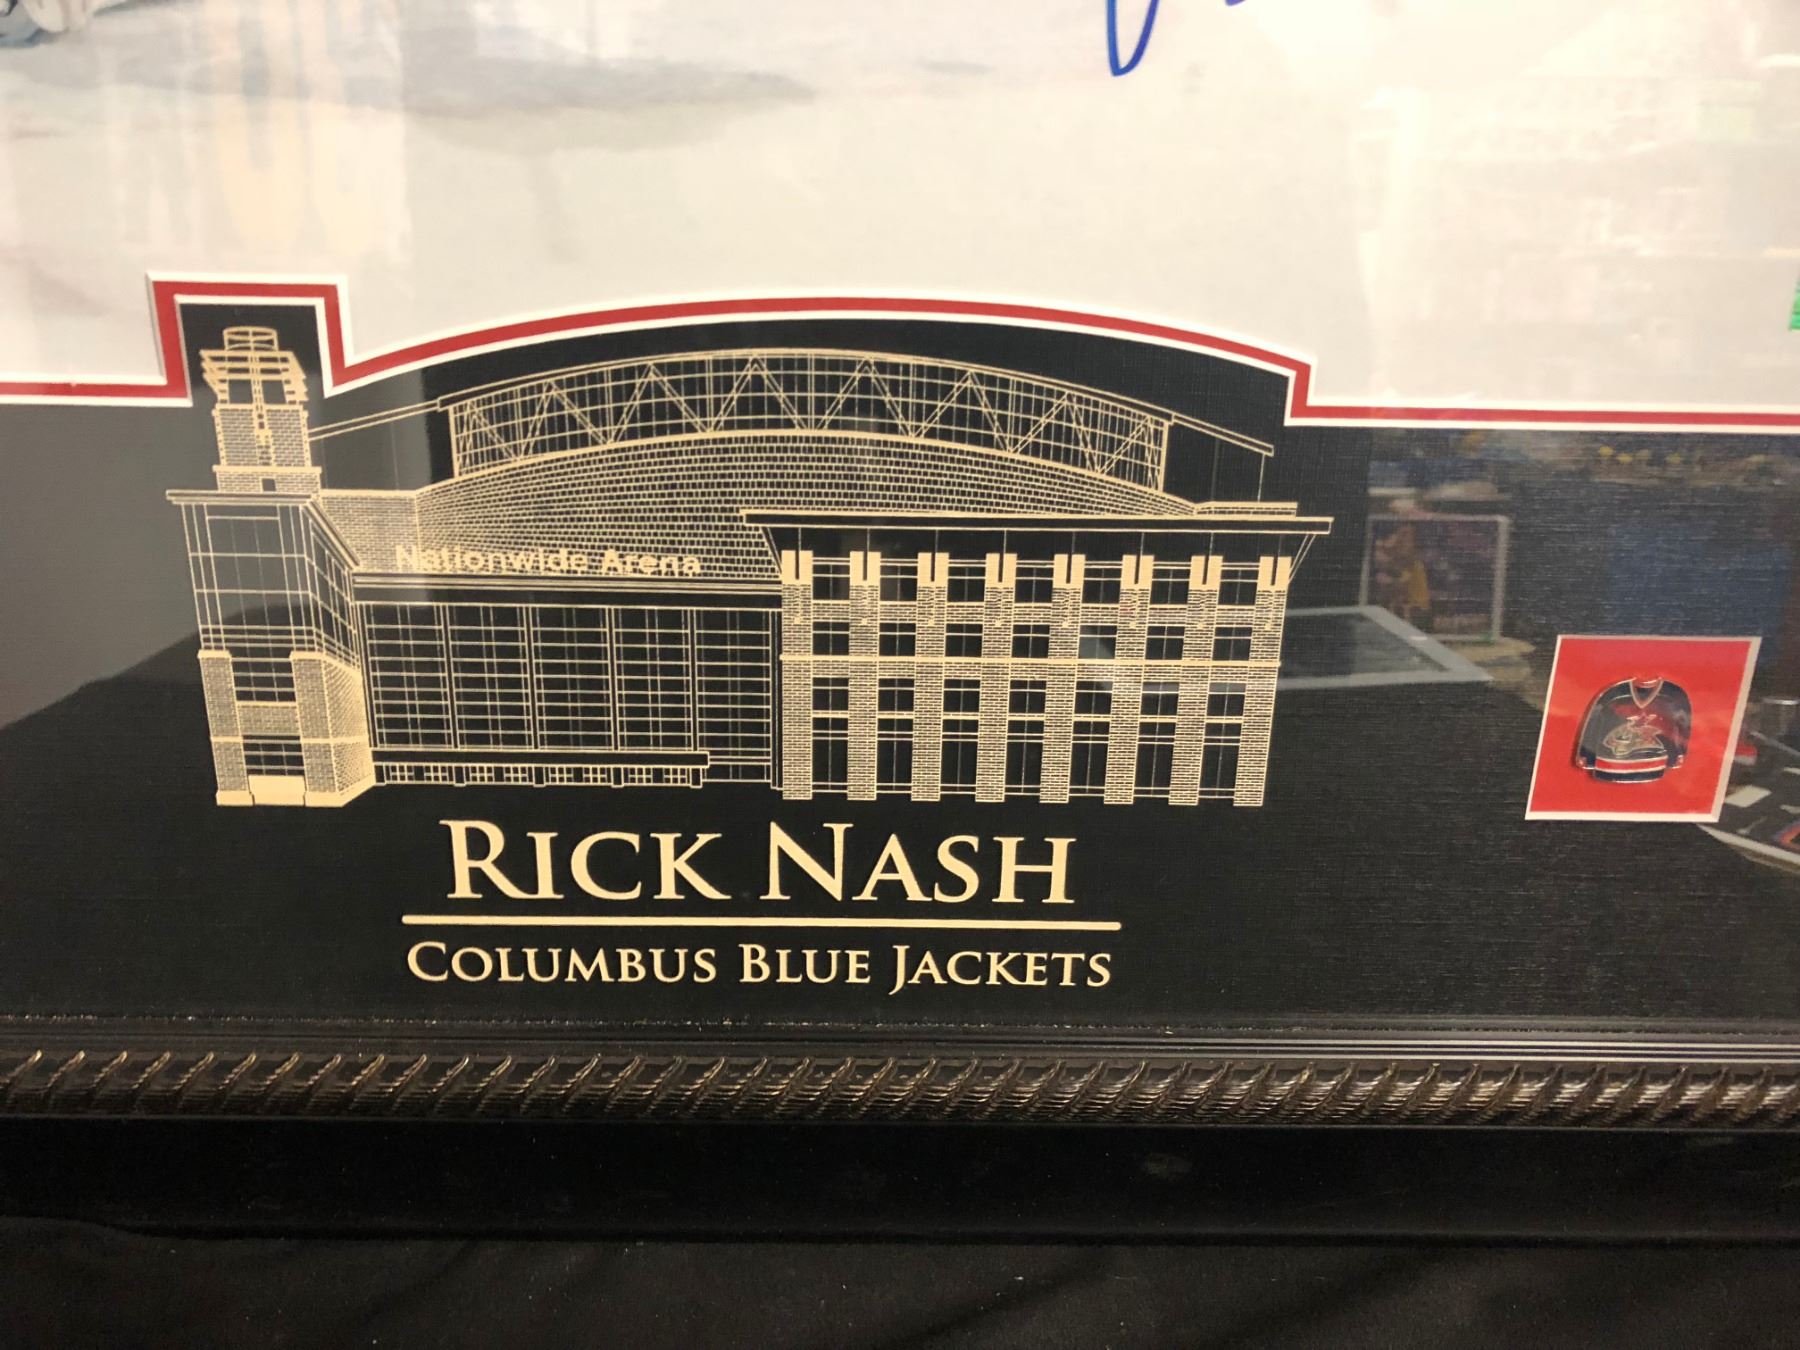 Nationwide Arena
RICK NASH
COLUMBUS BLUE JACKETS